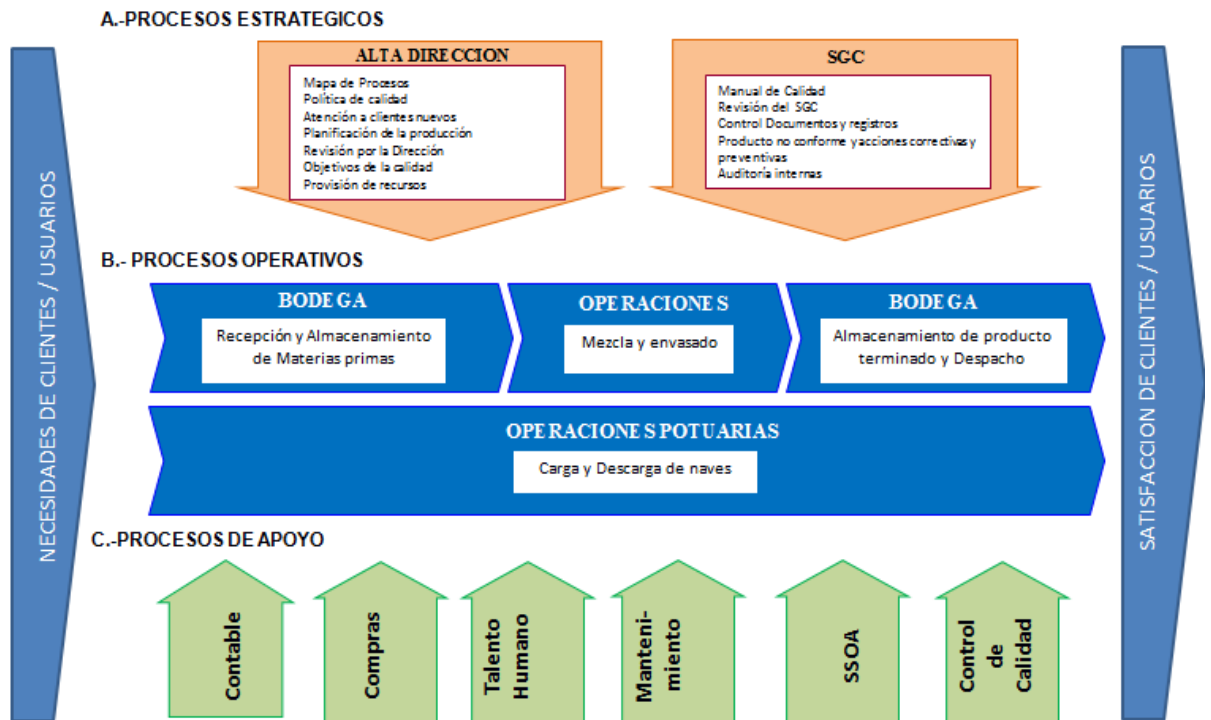 A.-PROCESOS ESTRATEGICOS
ALTA DIRECCION
Mapa de Procesos
Política de calidad
Atención a clientes nuevos
Planificación de la producción
Revisión por la Dirección
Objetivos de la calidad
Provisión de recursos
SGC
Manual de Calidad
Revisión del SGC
Control Documentos y registros
Producto no conforme y acciones correctivas y
preventivas
Auditoría internas
NECESIDADES DE CLIENTES / USUARIOS
B.- PROCESOS OPERATIVOS
BODEGA
Recepción y Almacenamiento
de Materias primas
OPERACIONES
Mezcla y envasado
BODEGA
Almacenamiento de producto
terminado y Despacho
OPERACIONES POTUARIAS
Carga y Descarga de naves
SATISFACCION DE CLIENTES / USUARIOS
C.-PROCESOS DE APOYO
Contable
Compras
Talento
Humano
Manteni-
miento
SSOA
Control
de
Calidad